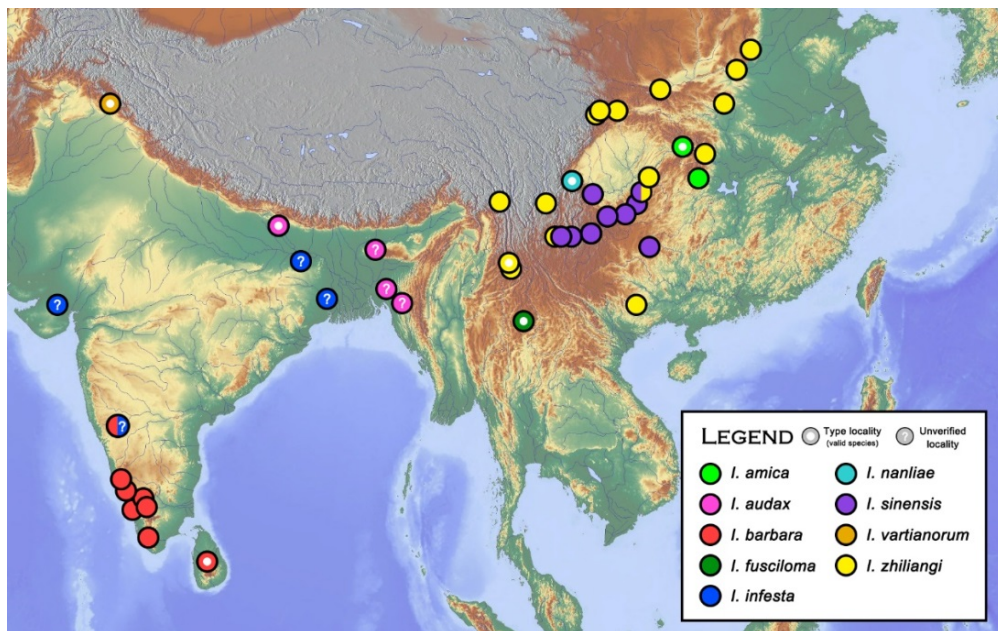 ?
?
?
?
?
?
?
?
LEGEND
Type locality
(valid species)
?
Unverified
locality
I. amica
I. nanliae
I. audax
I. sinensis
I. barbara
I. vartianorum
I. fusciloma
I. zhiliangi
I. infesta